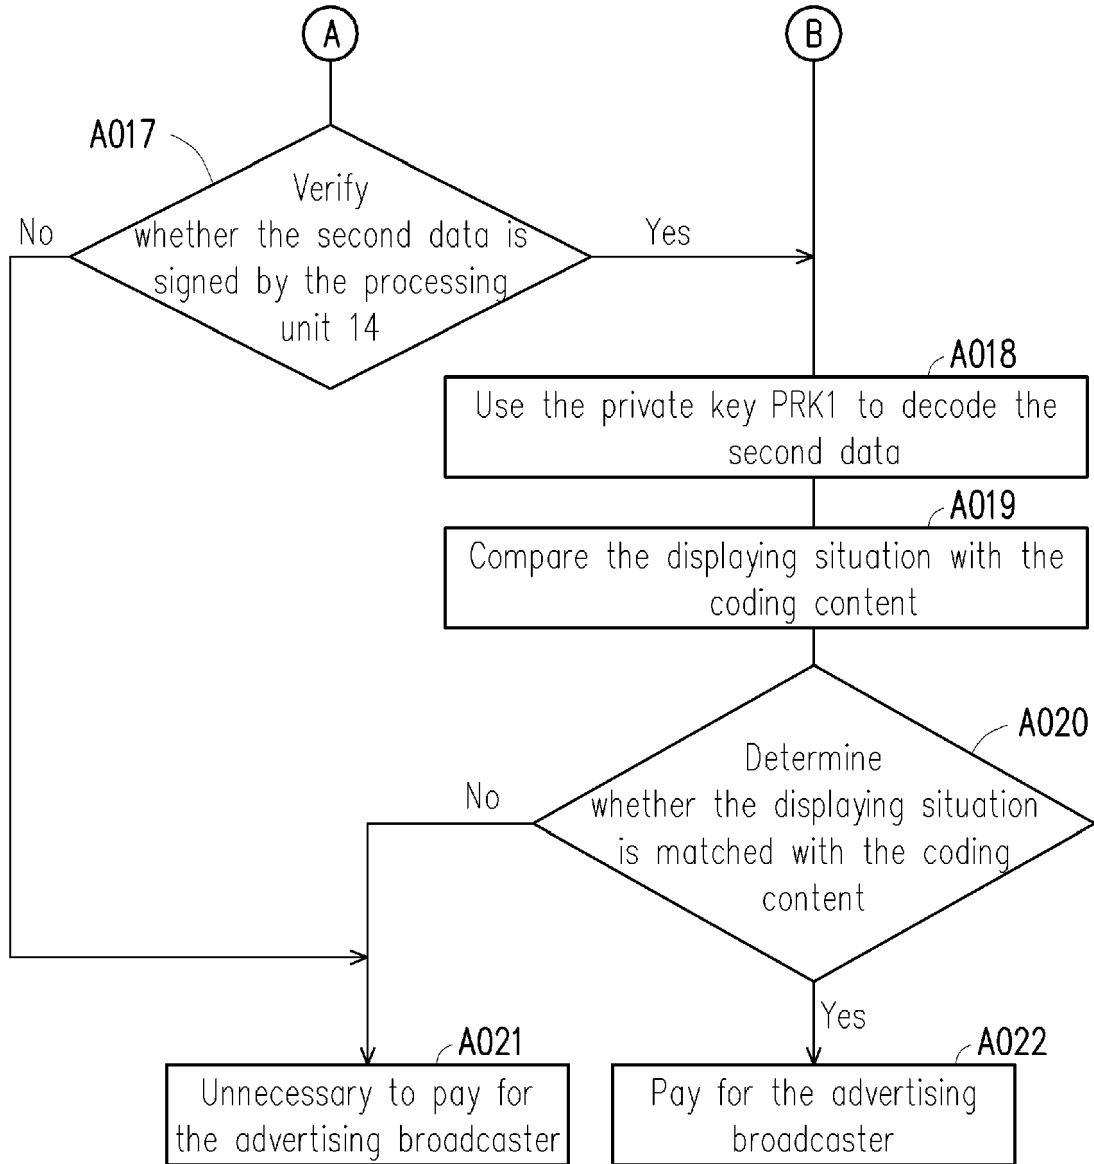 A
B
A017
Verify
whether the second data is
signed by the processing
unit 14
No
Yes
A018
Use the private key PRK1 to decode the
second data
A019
Compare the displaying situation with the
coding content
A020
Determine
whether the displaying situation
is matched with the coding
content
No
Yes
A021
Unnecessary to pay for
the advertising broadcaster
A022
Pay for the advertising
broadcaster